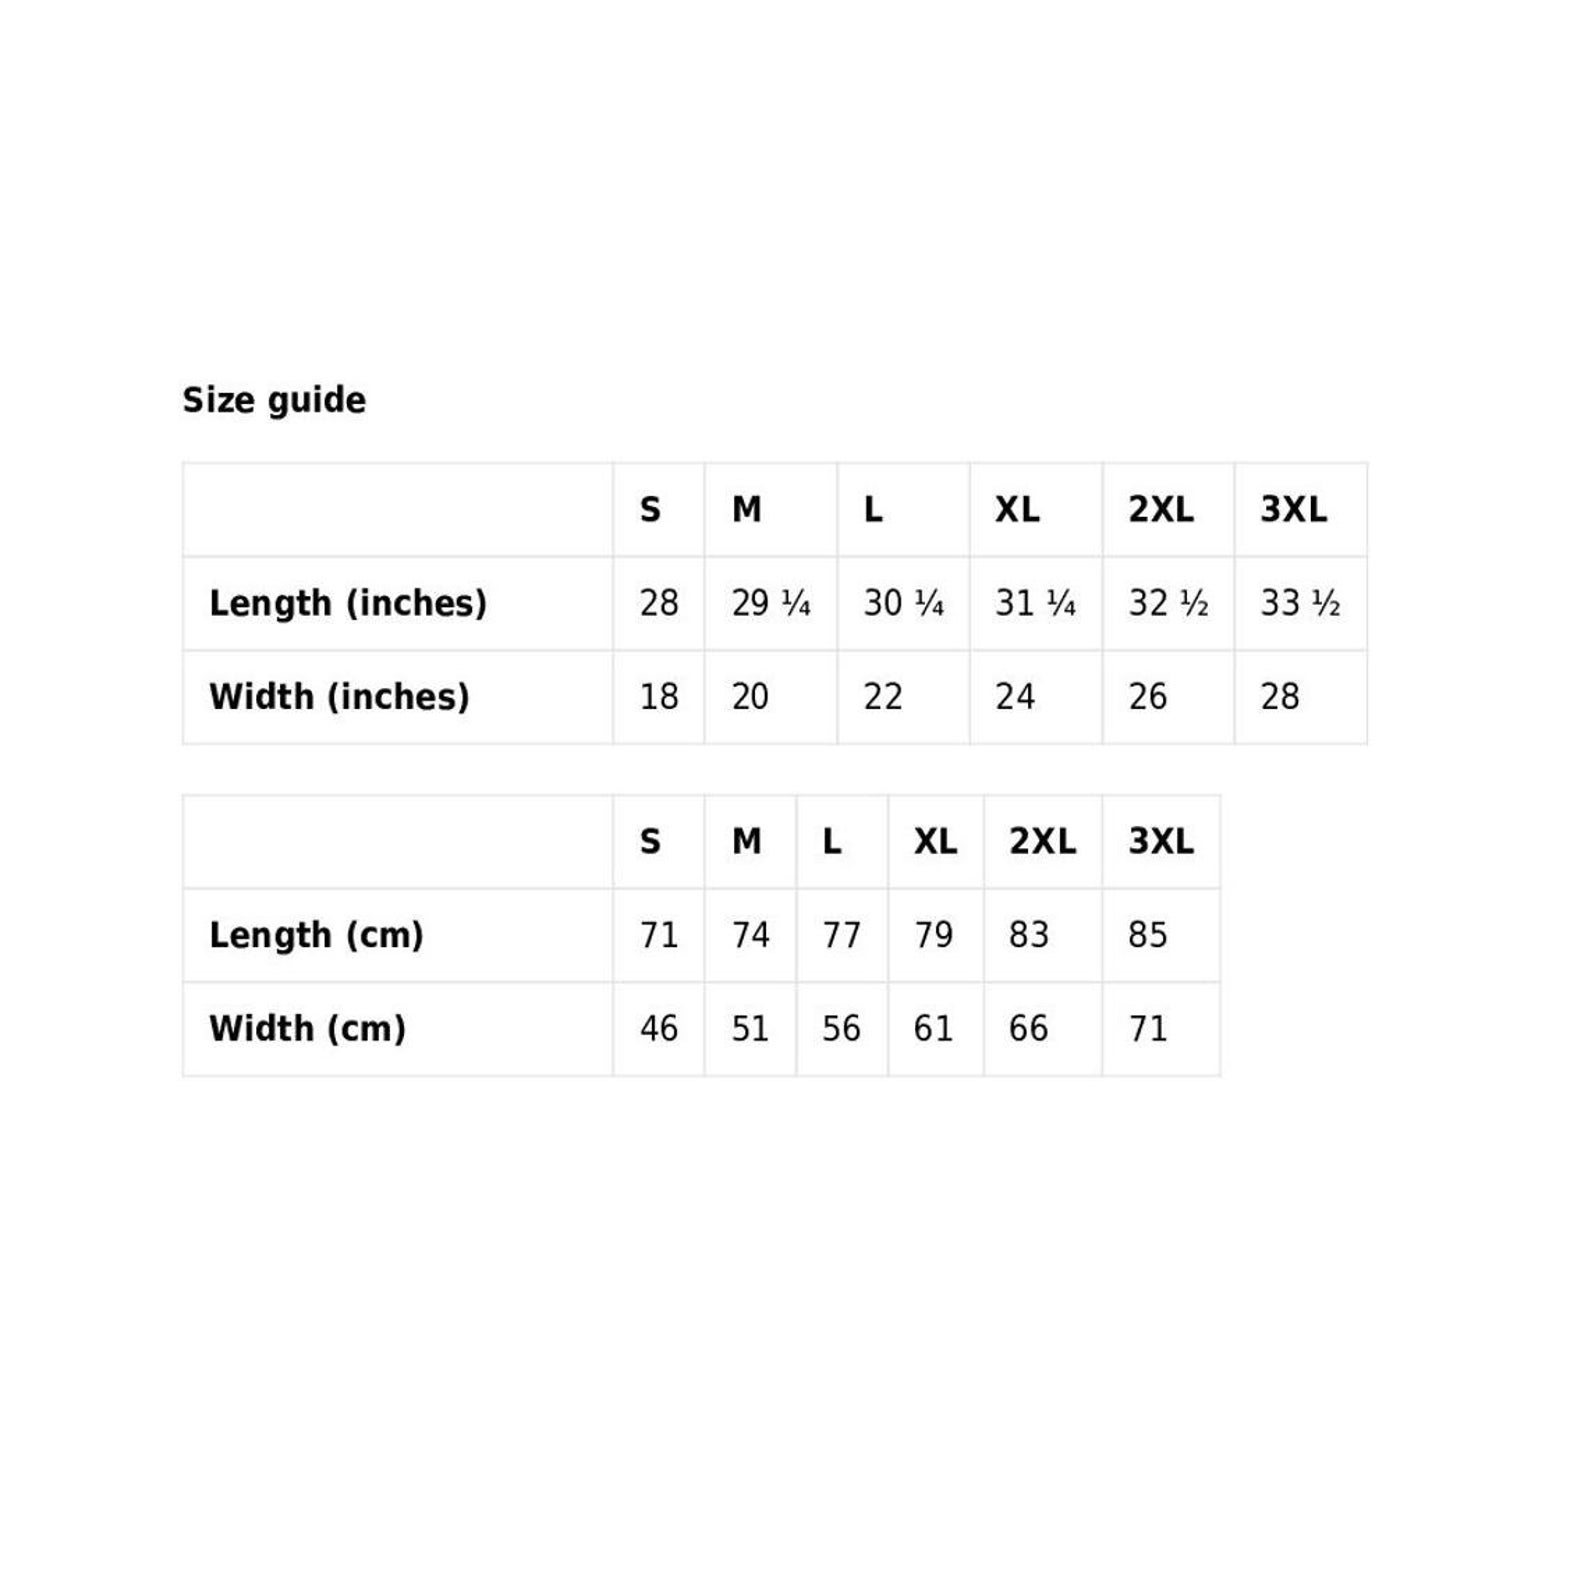 Size guide
S M L XL 2XL 3XL
Length (inches) 28 29 ¼ 30 ¼ 31 ¼ 32 ½ 33 ½
Width (inches) 18 20 22 24 26 28
S M L XL 2XL 3XL
Length (cm) 71 74 77 79 83 85
Width (cm) 46 51 56 61 66 71